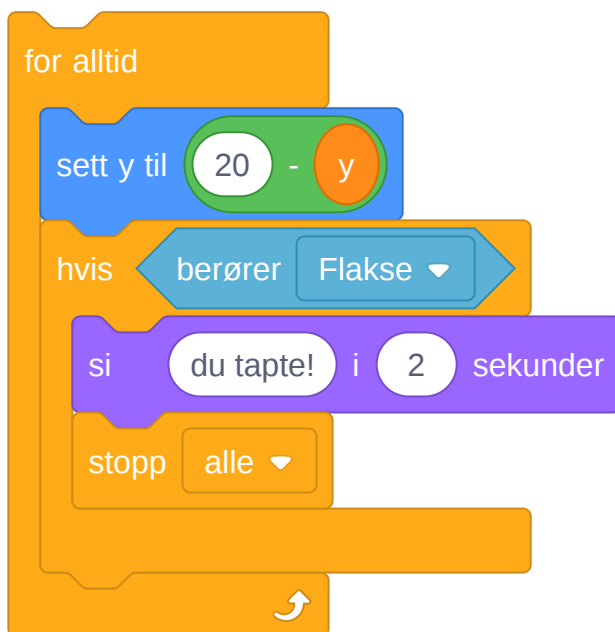 for alltid
sett y til 20 - y
hvis berører Flakse
si du tapte! i 2 sekunder
stopp alle